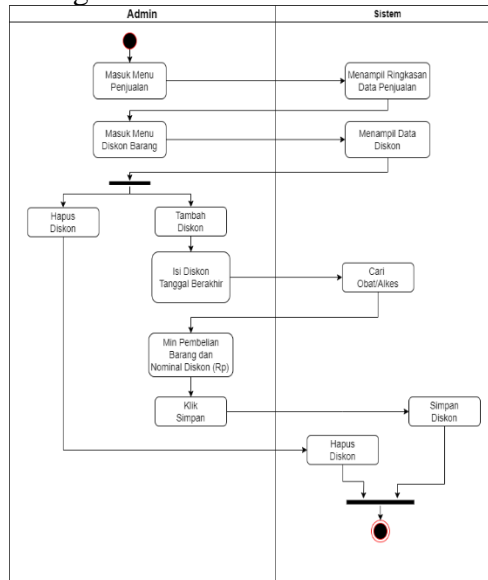 Admin
Sistem
Masuk Menu
Penjualan
Menampil Ringkasan
Data Penjualan
Masuk Menu
Diskon Barang
Menampil Data
Diskon
Hapus
Diskon
Tambah
Diskon
Isi Diskon
Tanggal Berakhir
Cari
Obat/Alkes
Min Pembelian
Barang dan
Nominal Diskon (Rp)
Klik
Simpan
Simpan
Diskon
Hapus
Diskon